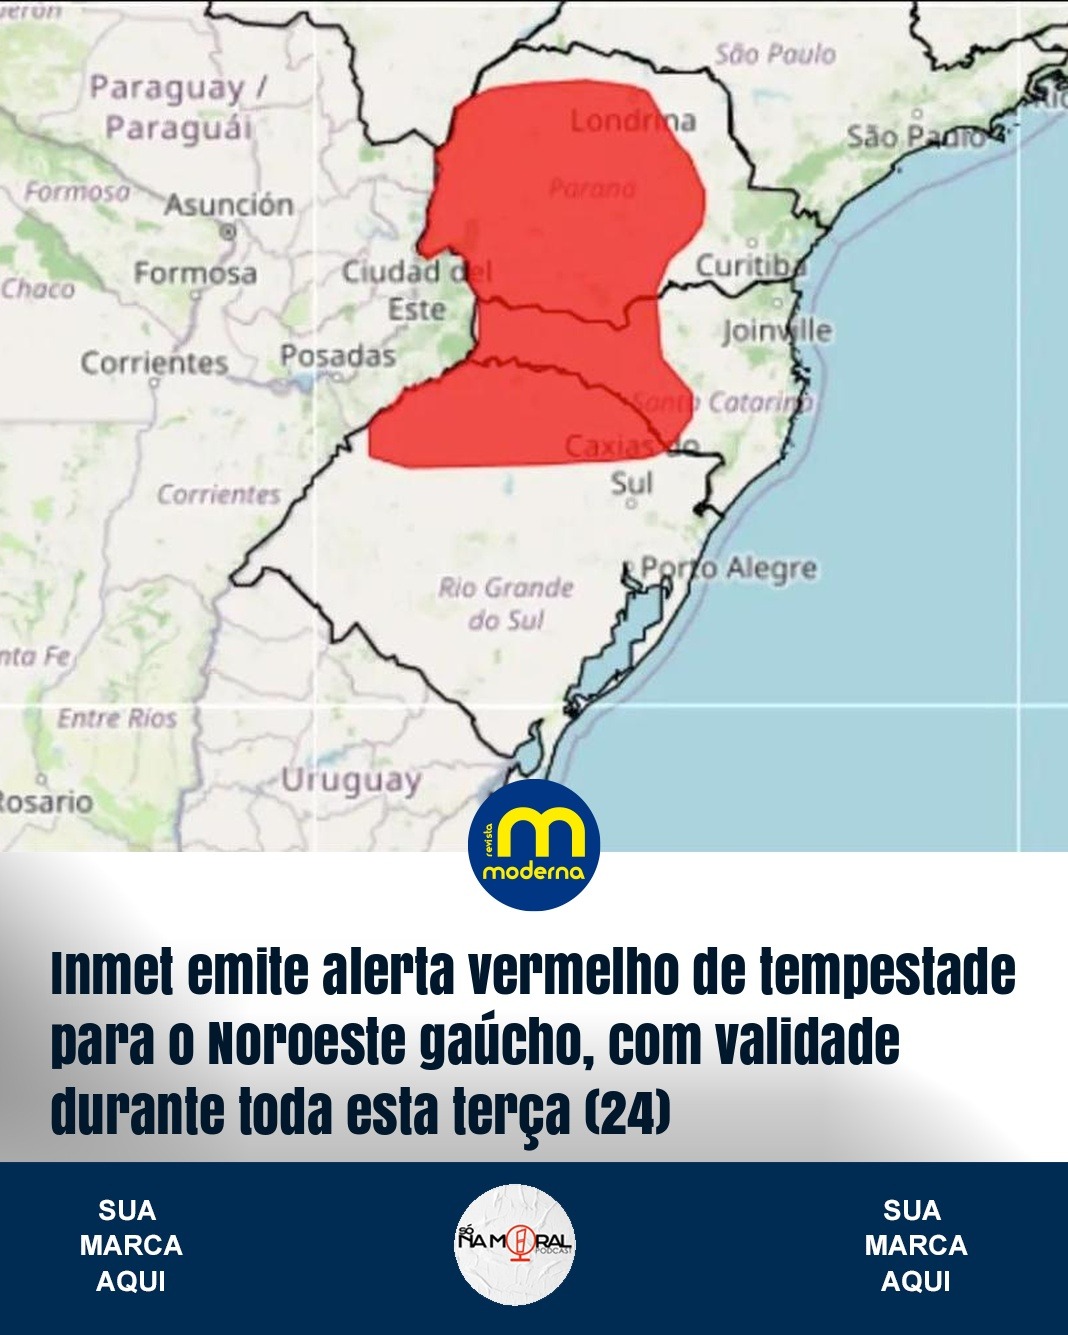 São Paulo
Paraguay /
Paraguái
Londrina
São Paulo
Formosa
Paraná
Asunción
Formosa
Ciudad del
Este
Curitiba
Chaco
Joinville
Corrientes
Posadas
Santa Catarina
Caxias do
Sul
Corrientes
Porto Alegre
Rio Grande
do Sul
Entre Ríos
Uruguay
Rosario
revista
m
moderna
Inmet emite alerta vermelho de tempestade
para o Noroeste gaúcho, com validade
durante toda esta terça (24)
SUA
MARCA
AQUI
SÓ
NA MORAL
PODCAST
SUA
MARCA
AQUI